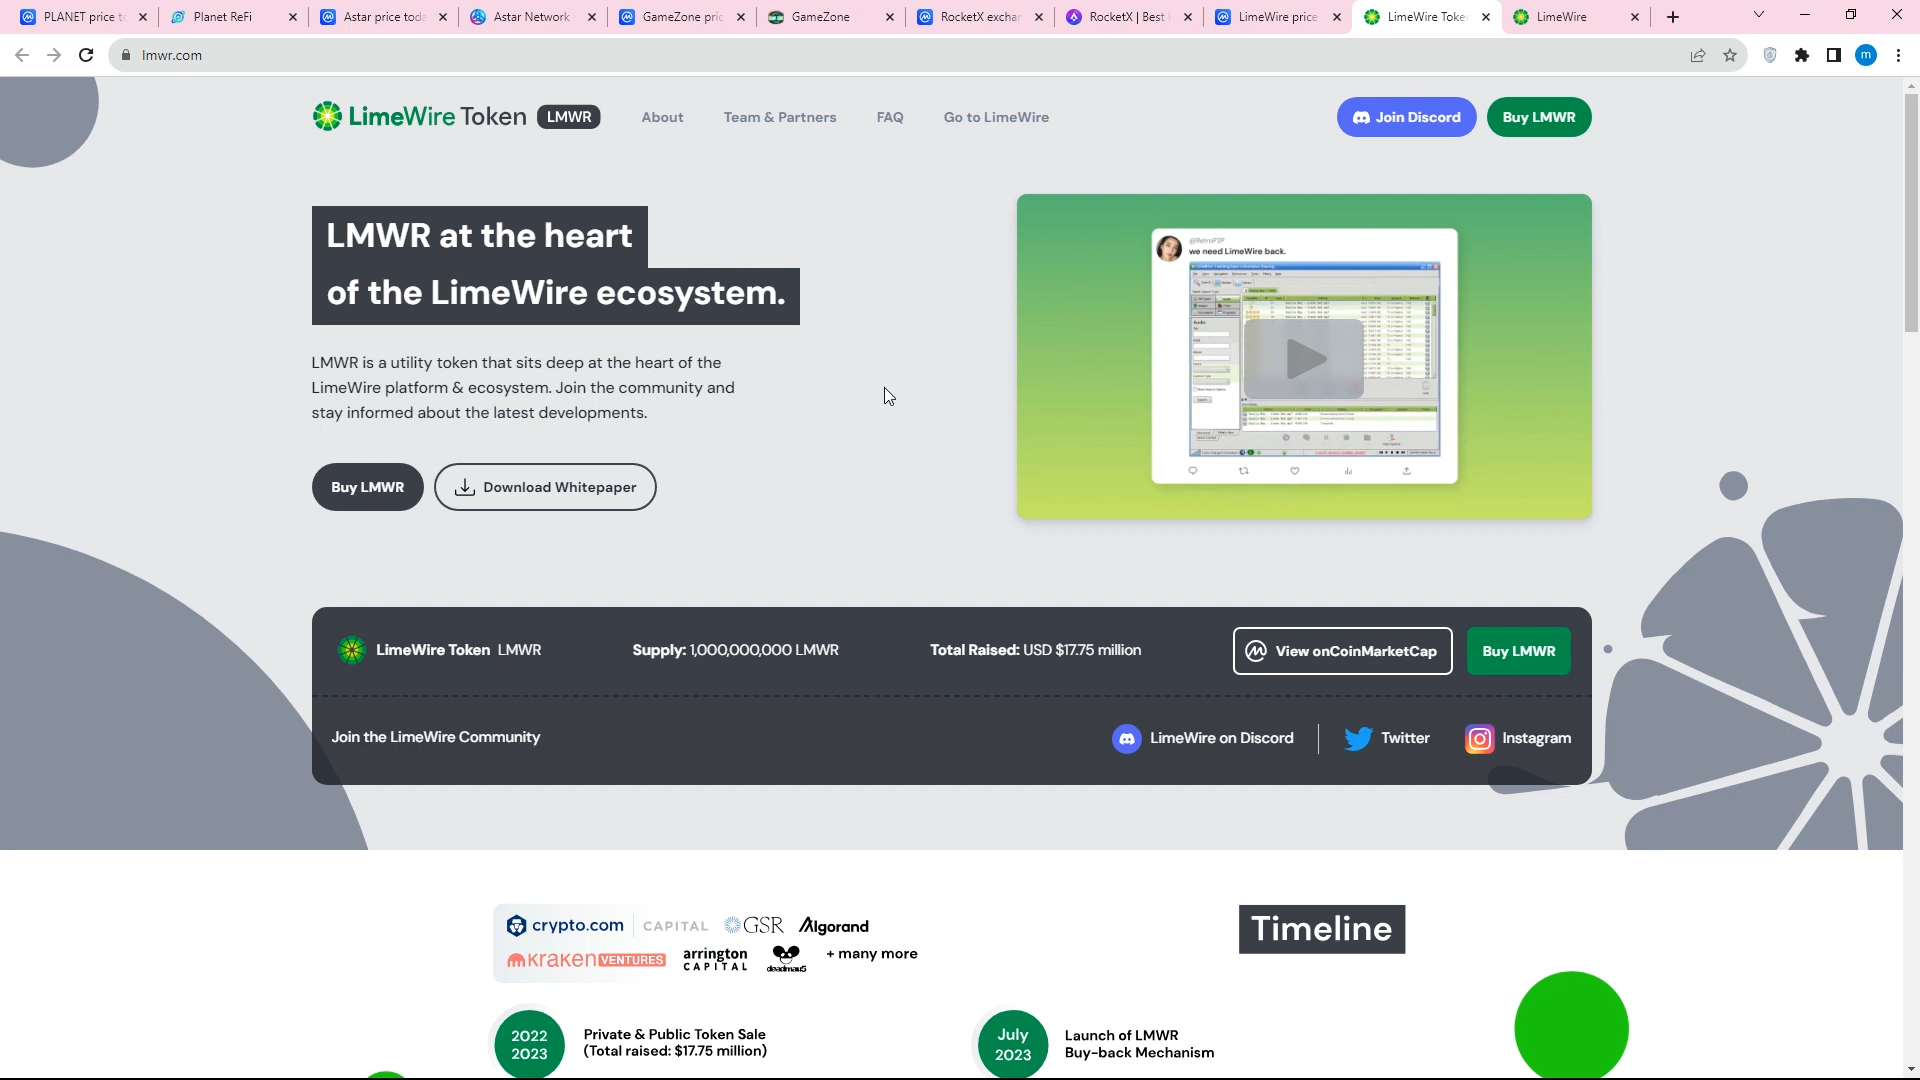 PLANET price to
Planet ReFi
Astar price toda
Astar Network
GameZone pric
GameZone
RocketX exchan
RocketX | Best
LimeWire price
LimeWire Toke
LimeWire
lmwr.com
m
LimeWire Token LMWR
About
Team & Partners
FAQ
Go to LimeWire
Join Discord
Buy LMWR
LMWR at the heart
of the LimeWire ecosystem.
LMWR is a utility token that sits deep at the heart of the
LimeWire platform & ecosystem. Join the community and
stay informed about the latest developments.
Buy LMWR
Download Whitepaper
@RetroP2P
we need LimeWire back.
LimeWire Token LMWR
Supply: 1,000,000,000 LMWR
Total Raised: USD $17.75 million
View onCoinMarketCap
Buy LMWR
Join the LimeWire Community
LimeWire on Discord
Twitter
Instagram
crypto.com CAPITAL GSR Algorand
kraken VENTURES arrington CAPITAL deadmau5 + many more
Timeline
2022
2023
Private & Public Token Sale
(Total raised: $17.75 million)
July
2023
Launch of LMWR
Buy-back Mechanism